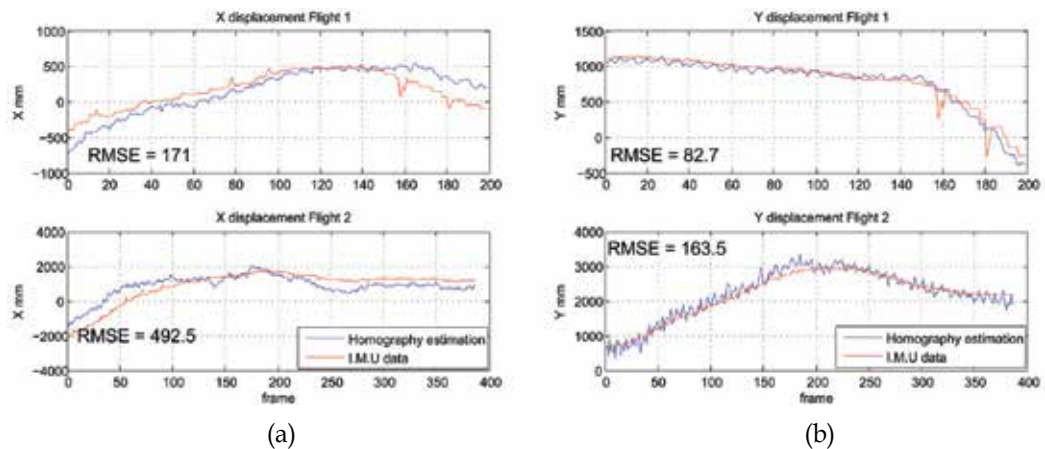 X displacement Flight 1
X mm
1000
500
0
−500
−1000
RMSE = 171
0 20 40 60 80 100 120 140 160 180 200
Y displacement Flight 1
Y mm
1500
1000
500
0
−500
RMSE = 82.7
0 20 40 60 80 100 120 140 160 180 200
X displacement Flight 2
X mm
4000
2000
0
−2000
−4000
RMSE = 492.5
Homography estimation
I.M.U data
0 50 100 150 200 250 300 350 400
frame
Y displacement Flight 2
Y mm
4000
3000
2000
1000
0
RMSE = 163.5
Homography estimation
I.M.U data
0 50 100 150 200 250 300 350 400
frame
(a)
(b)